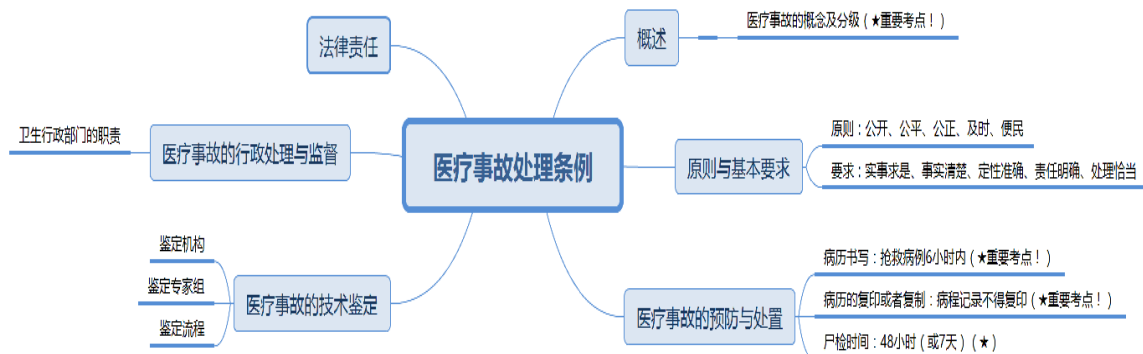 医疗事故处理条例
概述
医疗事故的概念及分级（★重要考点！）
原则与基本要求
原则：公开、公平、公正、及时、便民
要求：实事求是、事实清楚、定性准确、责任明确、处理恰当
医疗事故的预防与处置
病历书写：抢救病例6小时内（★重要考点！）
病历的复印或者复制：病程记录不得复印（★重要考点！）
尸检时间：48小时（或7天）(★)
医疗事故的技术鉴定
鉴定机构
鉴定专家组
鉴定流程
医疗事故的行政处理与监督
卫生行政部门的职责
法律责任